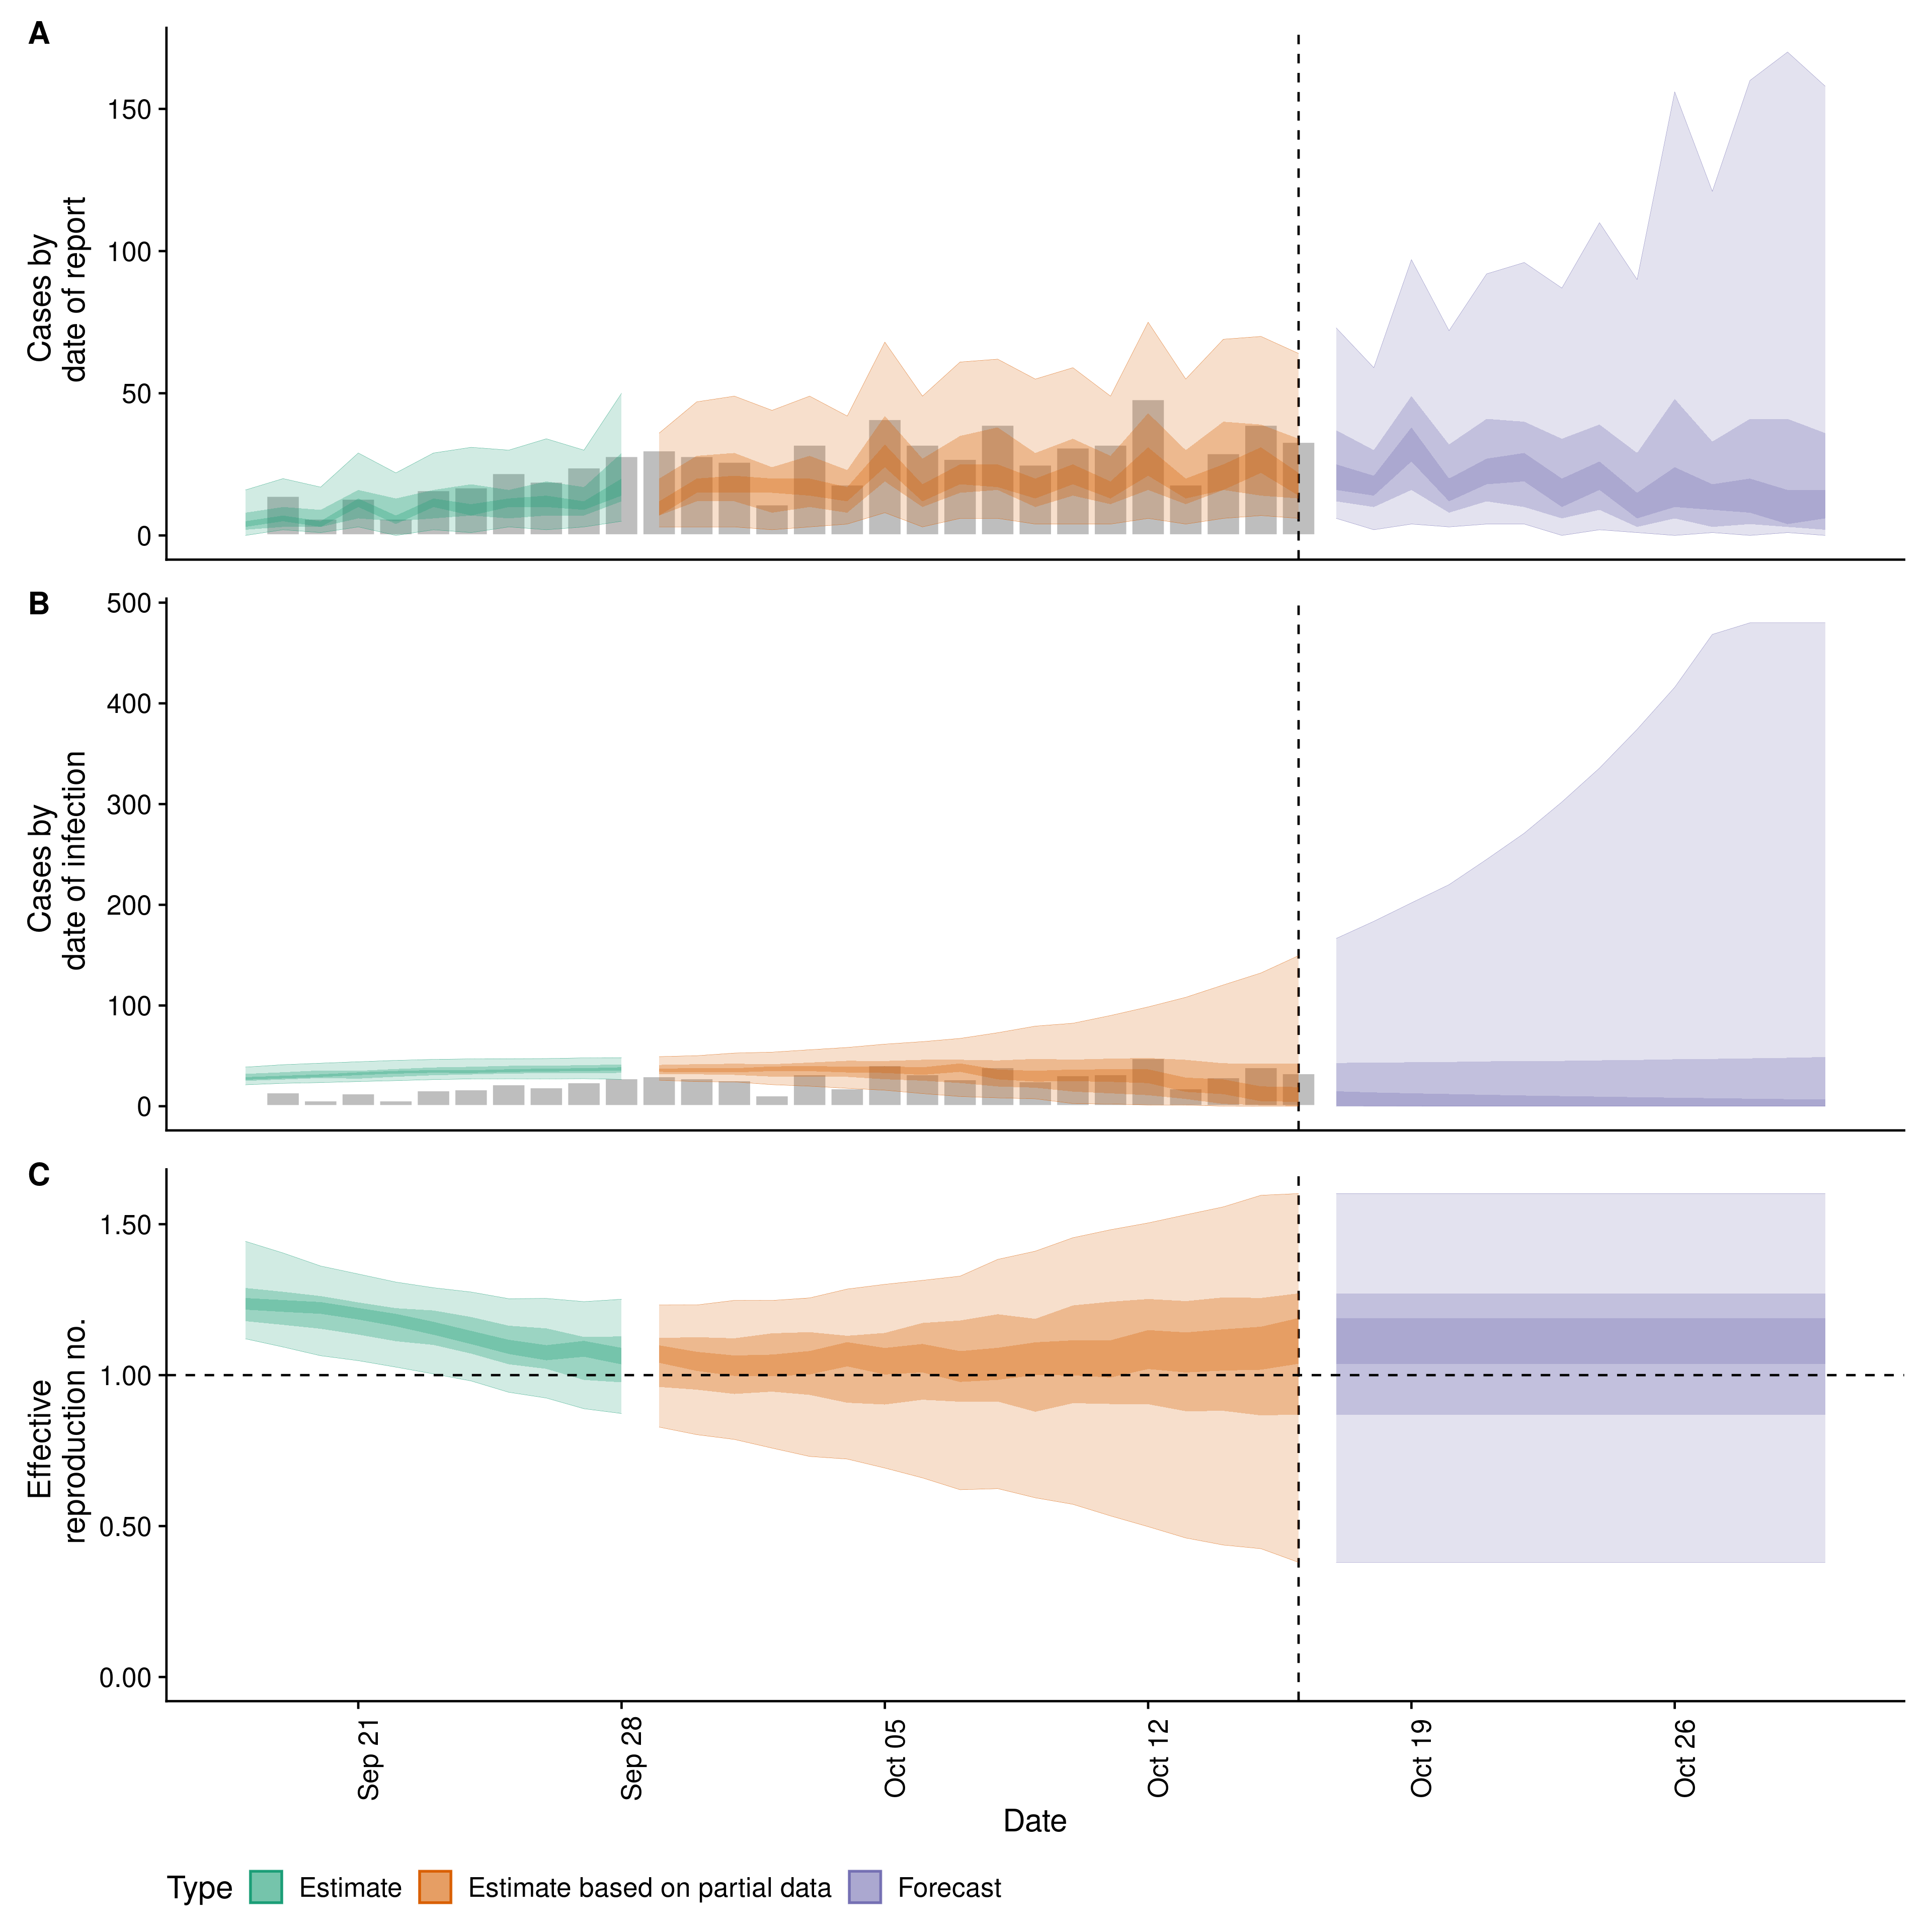 A
Cases by
date of report
150
100
50
0
B
Cases by
date of infection
500
400
300
200
100
0
C
Effective
reproduction no.
1.50
1.00
0.50
0.00
Sep 21
Sep 28
Oct 05
Oct 12
Oct 19
Oct 26
Date
Type Estimate Estimate based on partial data Forecast